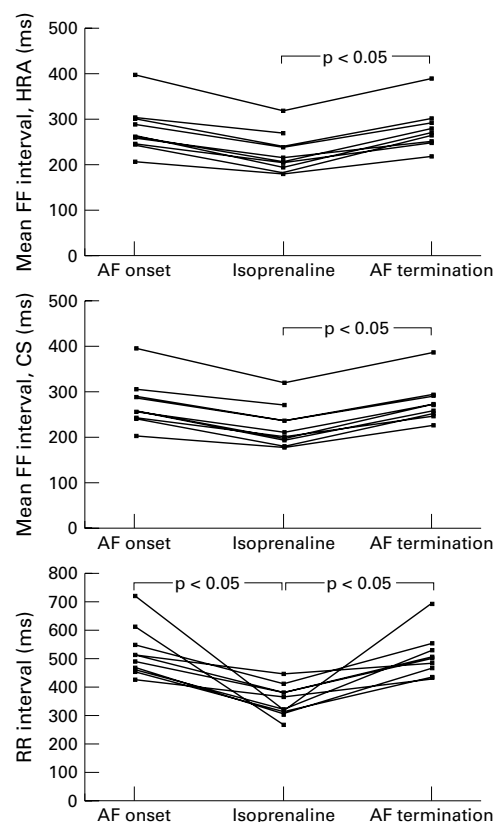 Mean FF interval, HRA (ms)
500
400
300
200
100
0
p < 0.05
AF onset Isoprenaline AF termination
Mean FF interval, CS (ms)
500
400
300
200
100
0
p < 0.05
AF onset Isoprenaline AF termination
RR interval (ms)
800
700
600
500
400
300
200
100
0
p < 0.05 p < 0.05
AF onset Isoprenaline AF termination